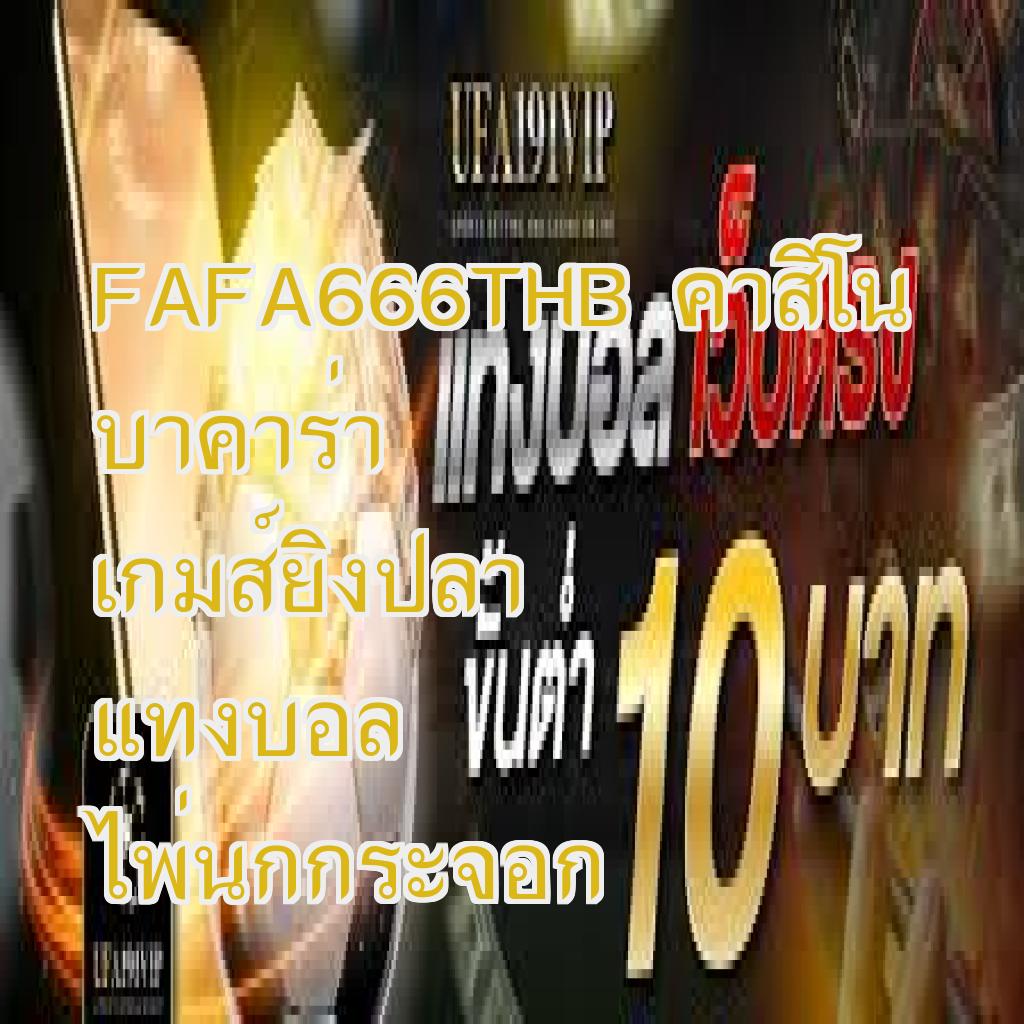 UFA191VIP
FAFA666THB คาสิโน
แทงบอล เว็บตรง
บาคาร่า
เกมส์ยิงปลา
ขั้นต่ำ 10 บาท
แทงบอล
ไพ่นกกระจอก
UFA191VIP